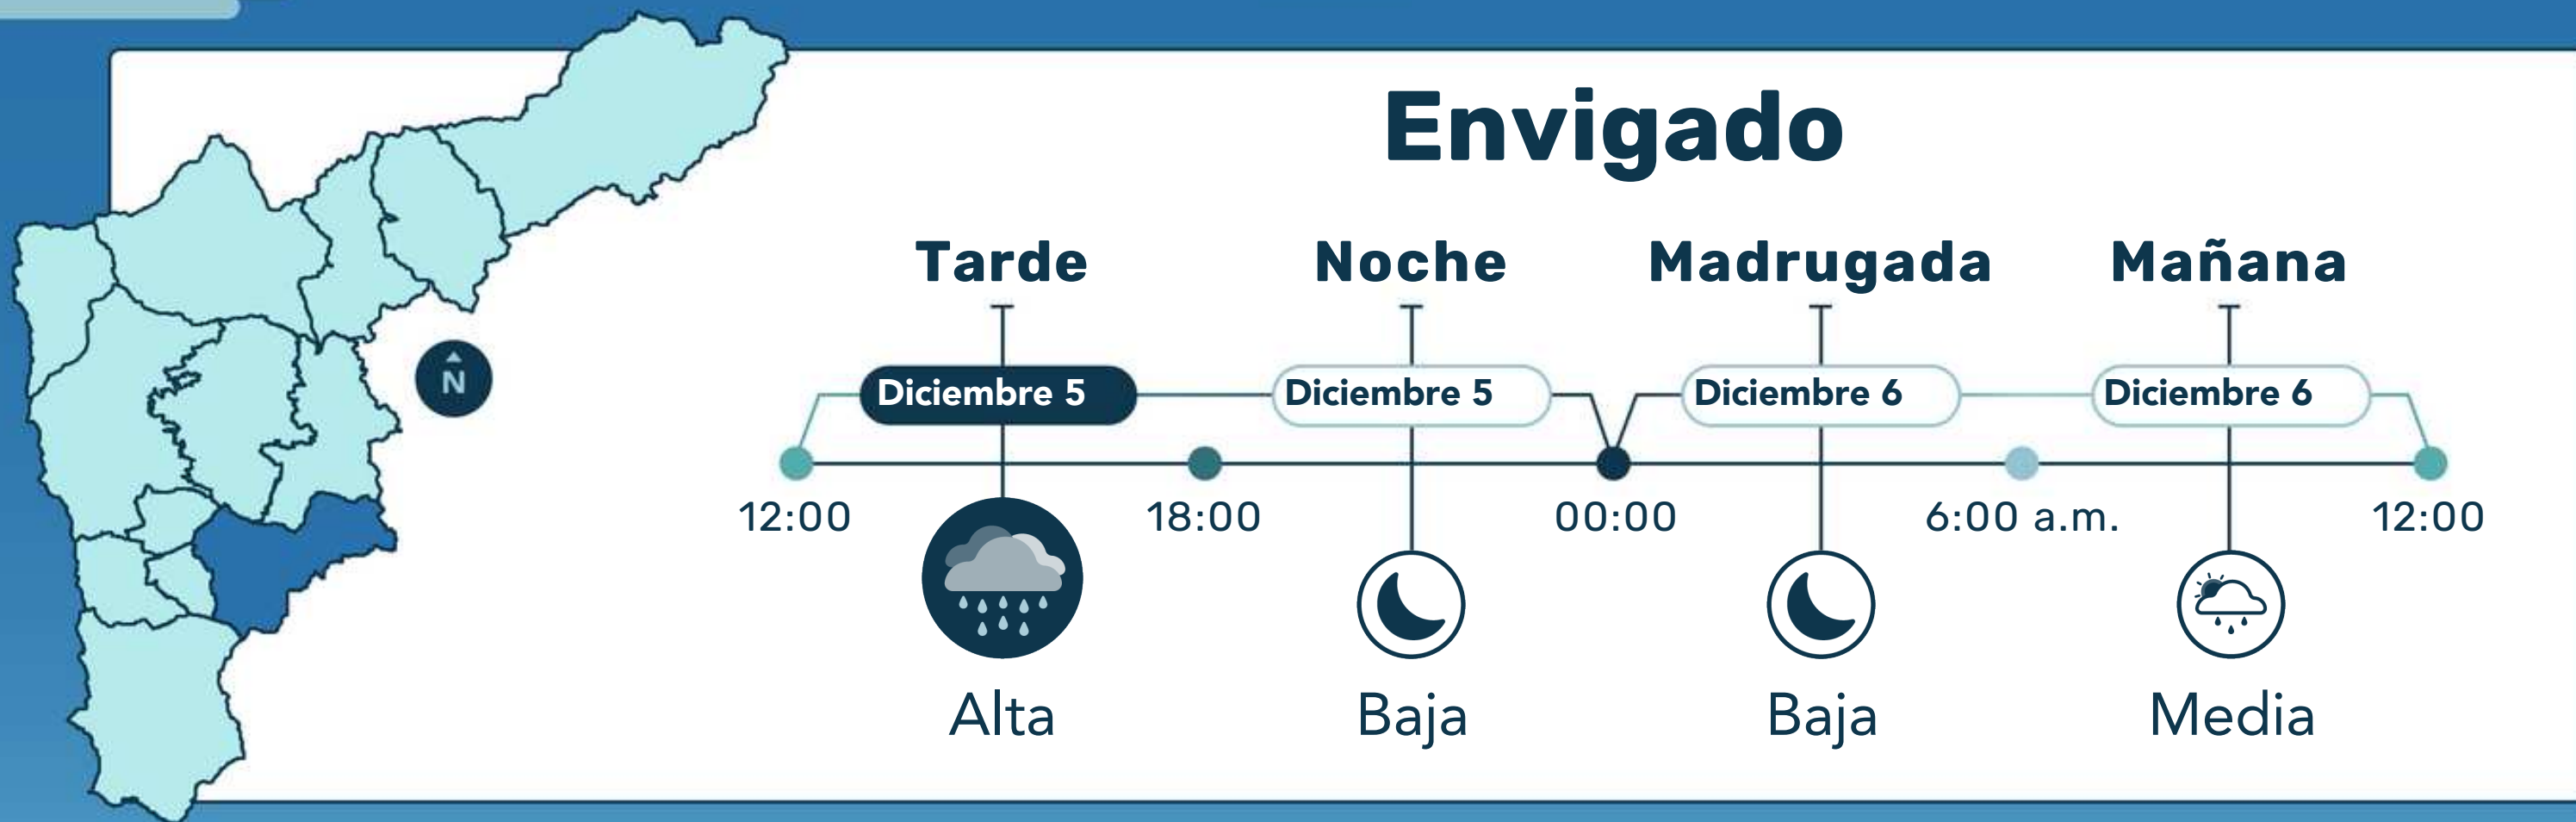 Envigado
Tarde Noche Madrugada Mañana
Diciembre 5 Diciembre 5 Diciembre 6 Diciembre 6
N
12:00 18:00 00:00 6:00 a.m. 12:00
Alta Baja Baja Media